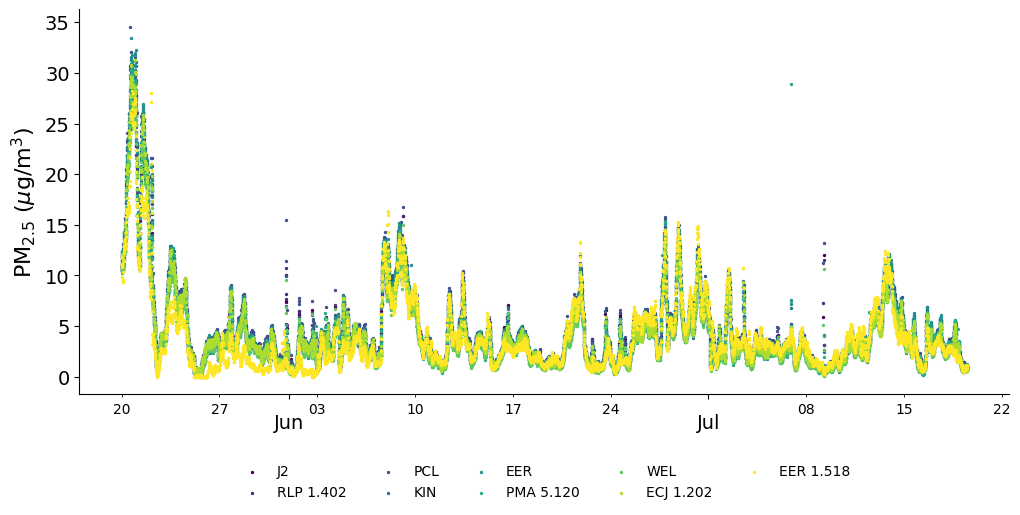 35
30
25
20
15
10
5
0
PM2.5 (μg/m³)
20 27 03 10 17 24 08 15 22
Jun Jul
J2 PCL EER WEL EER 1.518
RLP 1.402 KIN PMA 5.120 ECJ 1.202